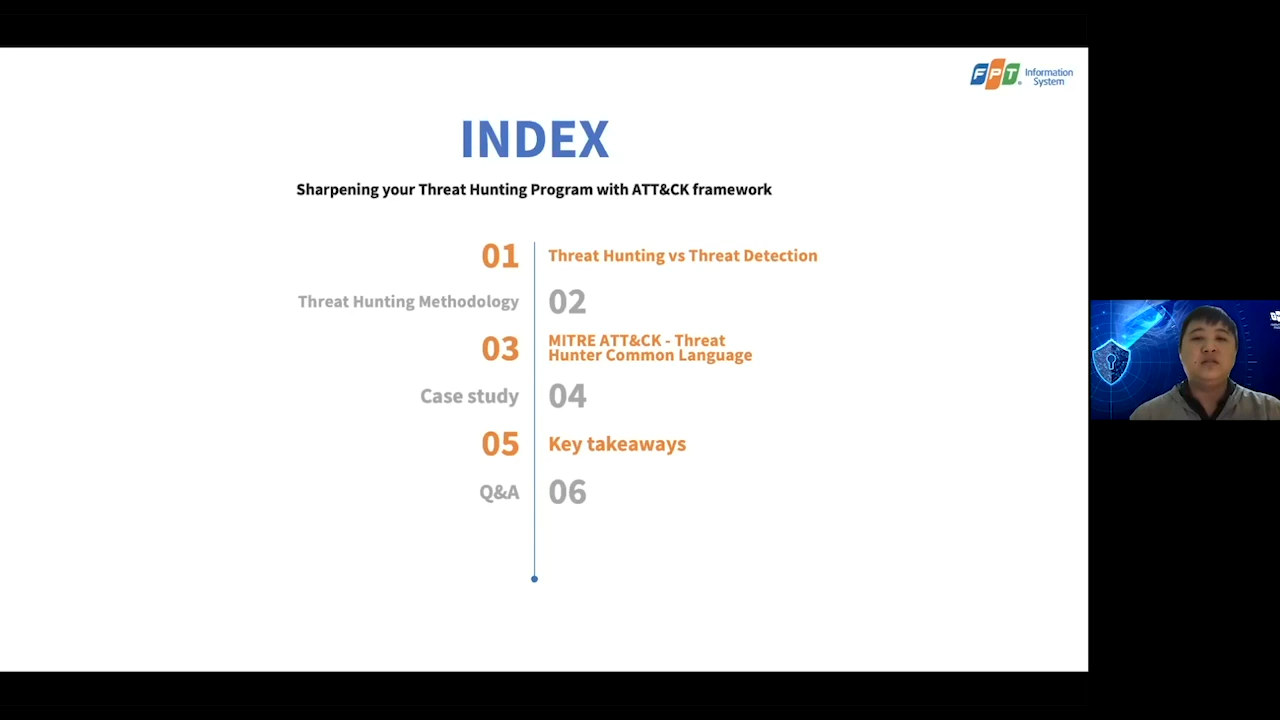 FPT Information
System
INDEX
Sharpening your Threat Hunting Program with ATT&CK framework
01 Threat Hunting vs Threat Detection
Threat Hunting Methodology 02
03 MITRE ATT&CK - Threat
Hunter Common Language
Case study 04
05 Key takeaways
Q&A 06